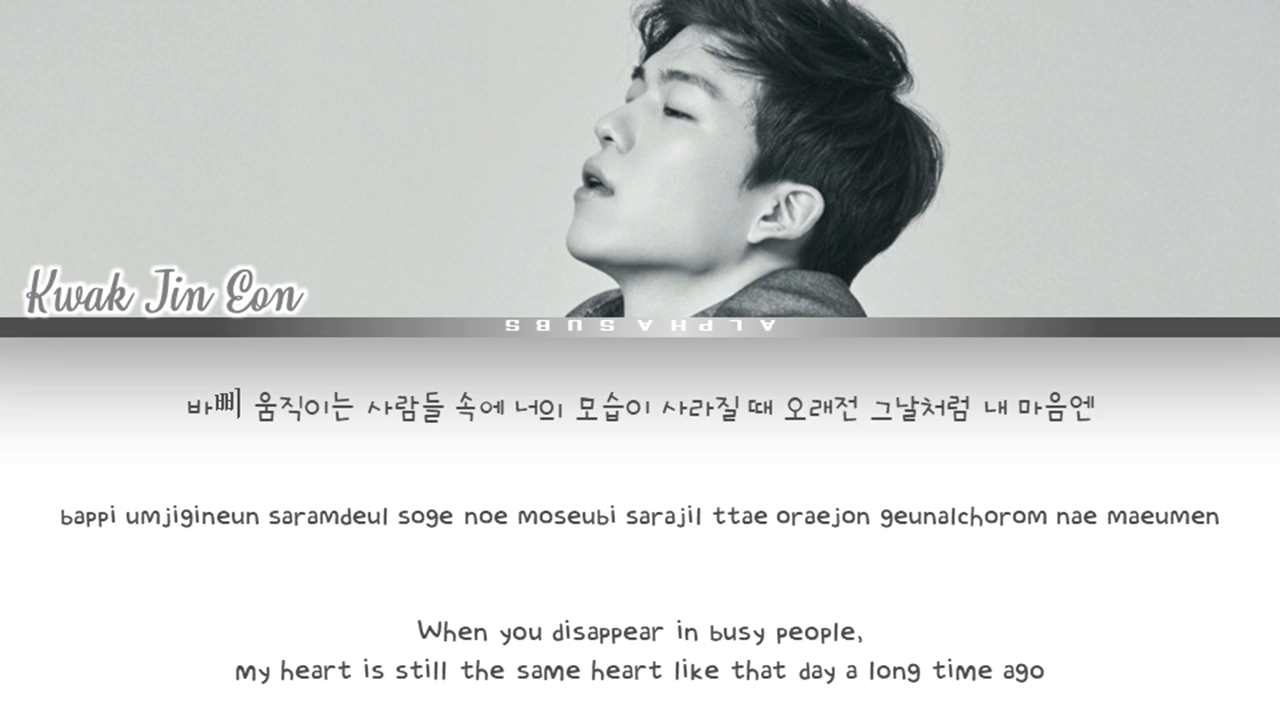 Kwak Jin Eon
ALPHASUBS
바삐 움직이는 사람들 속에 너의 모습이 사라질 때 오래전 그날처럼 내 마음엔
bappi umjigineun saramdeul soge noe moseubi sarajil ttae oraejon geunalchorom nae maeumen
When you disappear in busy people,
my heart is still the same heart like that day a long time ago